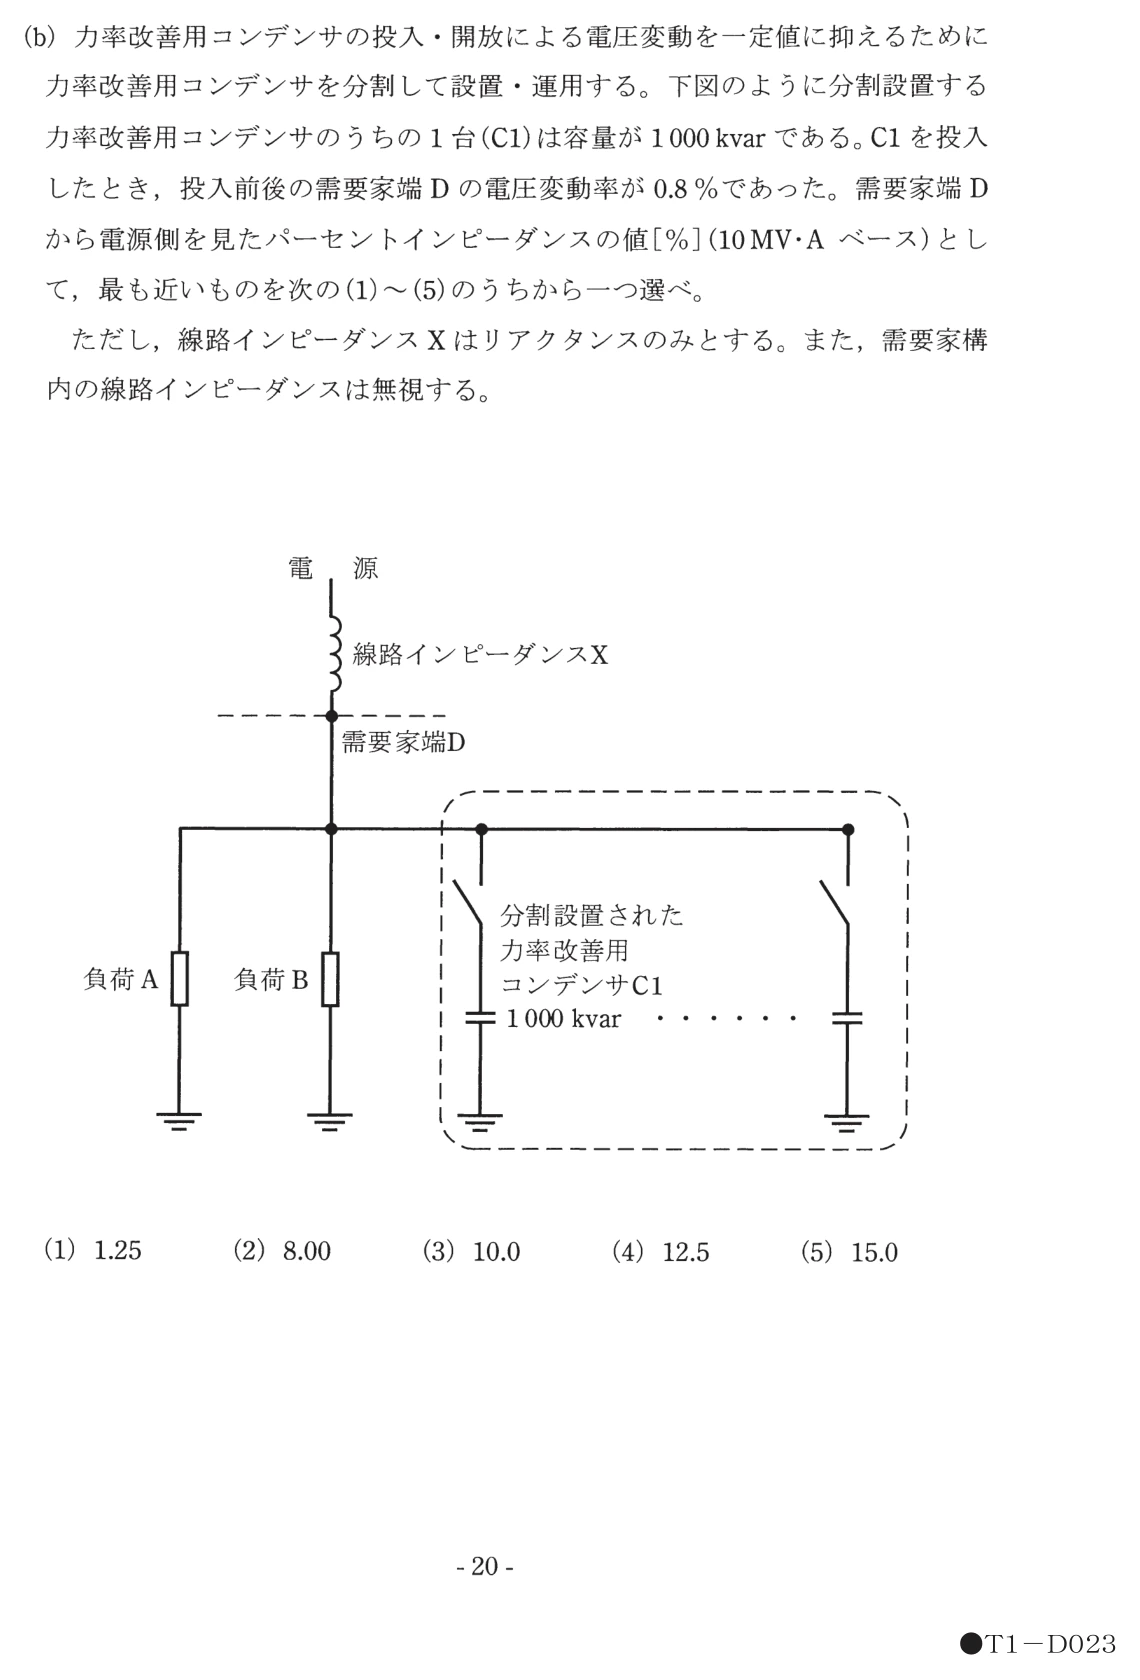 (b) 力率改善用コンデンサの投入・開放による電圧変動を一定値に抑えるために
力率改善用コンデンサを分割して設置・運用する。下図のように分割設置する
力率改善用コンデンサのうちの1台(C1)は容量が1000 kvarである。C1を投入
したとき，投入前後の需要家端Dの電圧変動率が0.8％であった。需要家端D
から電源側を見たパーセントインピーダンスの値[％](10 MV・A ベース)とし
て，最も近いものを次の(1)～(5)のうちから一つ選べ。
ただし，線路インピーダンスXはリアクタンスのみとする。また，需要家構
内の線路インピーダンスは無視する。
電 源
線路インピーダンスX
需要家端D
分割設置された
力率改善用
コンデンサC1
1000 kvar ・・・・・・
負荷A
負荷B
(1) 1.25 (2) 8.00 (3) 10.0 (4) 12.5 (5) 15.0
- 20 -
●T1－D023